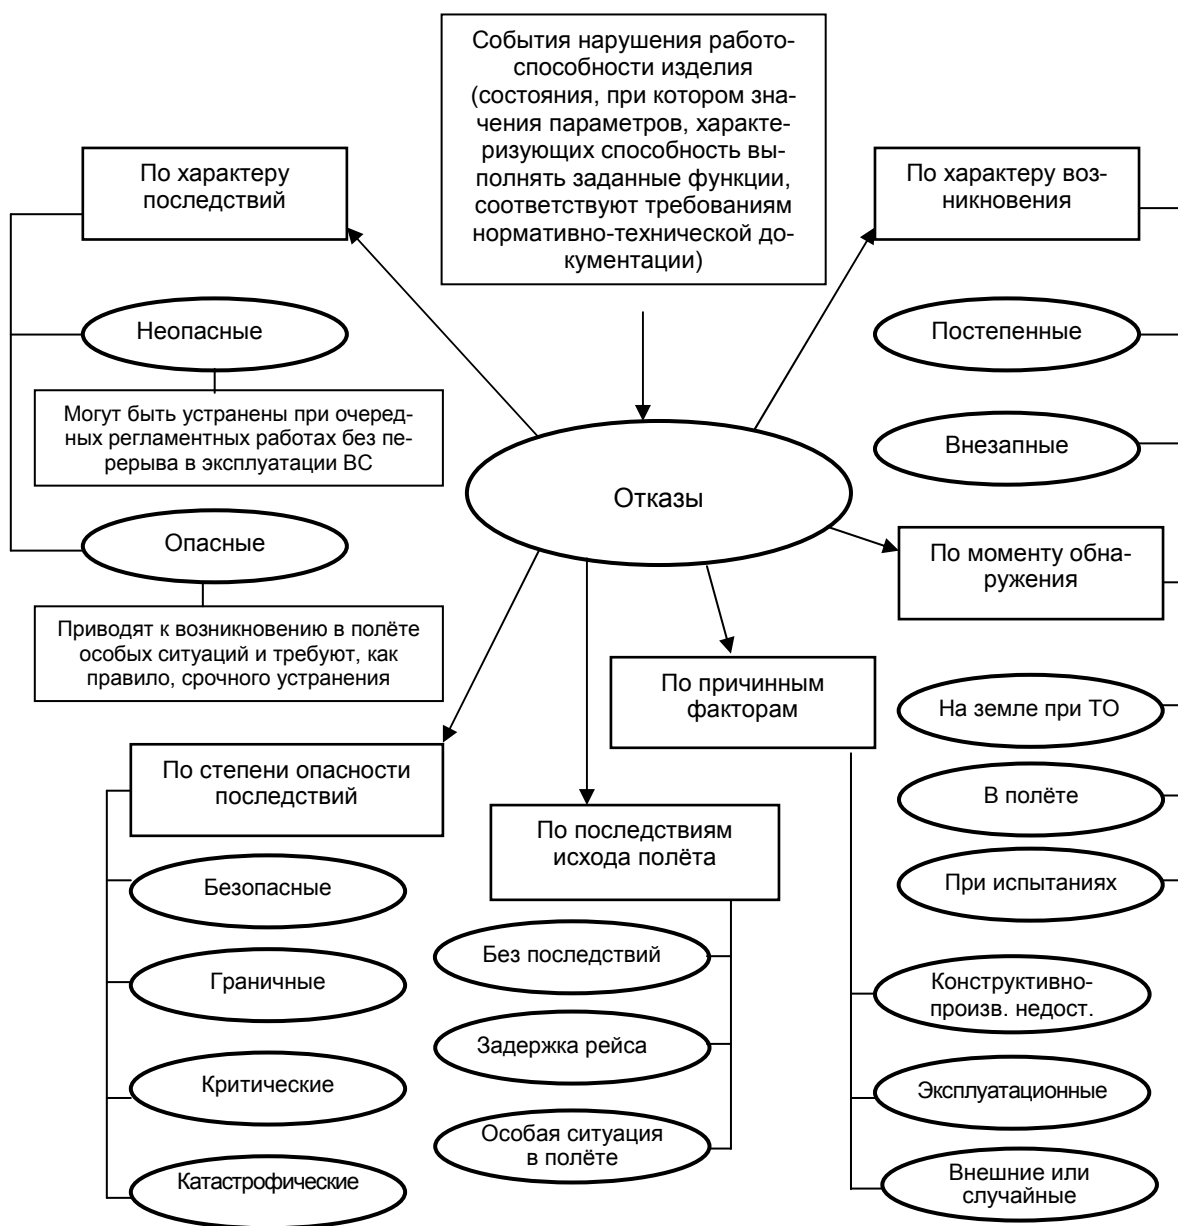 События нарушения работо-
способности изделия
(состояния, при котором зна-
чения параметров, характе-
ризующих способность вы-
полнять заданные функции,
соответствуют требованиям
нормативно-технической до-
кументации)
По характеру
последствий
По характеру воз-
никновения
Неопасные
Могут быть устранены при очеред-
ных регламентных работах без пе-
рерыва в эксплуатации ВС
Опасные
Приводят к возникновению в полёте
особых ситуаций и требуют, как
правило, срочного устранения
Постепенные
Внезапные
Отказы
По моменту обна-
ружения
На земле при ТО
В полёте
При испытаниях
По причинным
факторам
Конструктивно-
произв. недост.
Эксплуатационные
Внешние или
случайные
По степени опасности
последствий
Безопасные
Граничные
Критические
Катастрофические
По последствиям
исхода полёта
Без последствий
Задержка рейса
Особая ситуация
в полёте